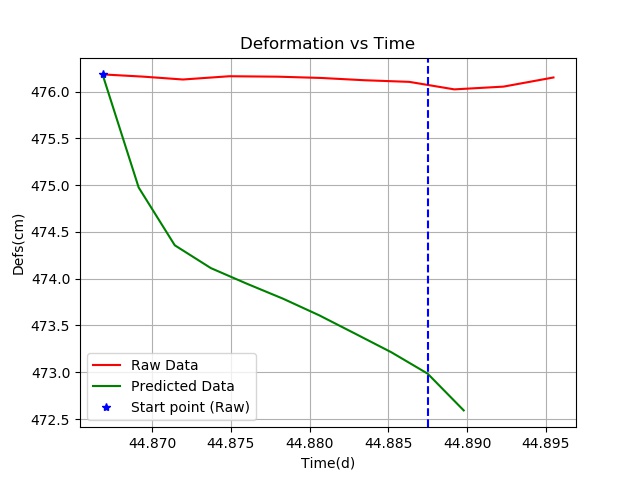 Deformation vs Time
Defs(cm)
476.0
475.5
475.0
474.5
474.0
473.5
473.0
472.5
Raw Data
Predicted Data
Start point (Raw)
44.870 44.875 44.880 44.885 44.890 44.895
Time(d)